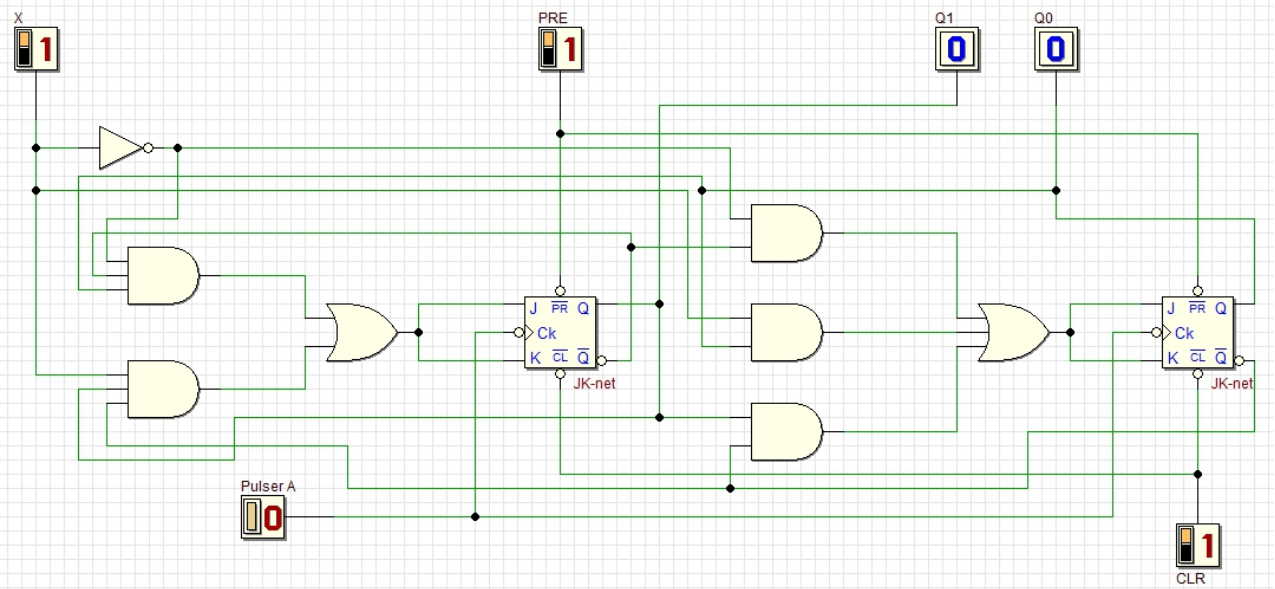 X
1
PRE
1
Q1
0
Q0
0
J PR Q
Ck
K CL Q
JK-net
J PR Q
Ck
K CL Q
JK-net
Pulser A
0
1
CLR